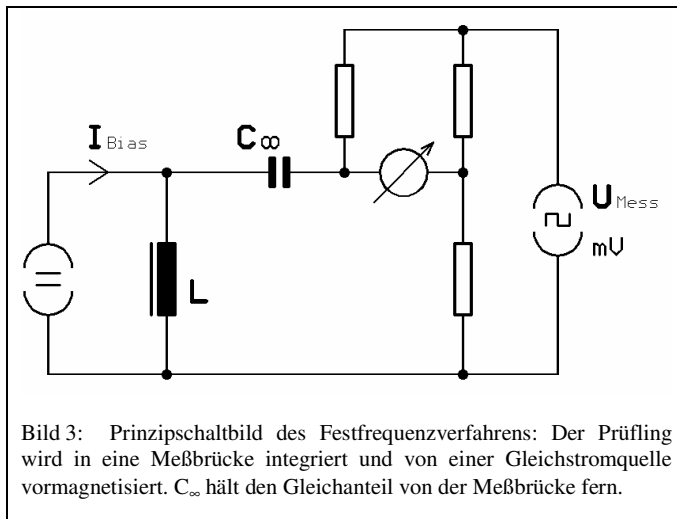 I Bias
C∞
U Mess
mV
L
Bild 3: Prinzipschaltbild des Festfrequenzverfahrens: Der Prüfling
wird in eine Meßbrücke integriert und von einer Gleichstromquelle
vormagnetisiert. C∞ hält den Gleichanteil von der Meßbrücke fern.